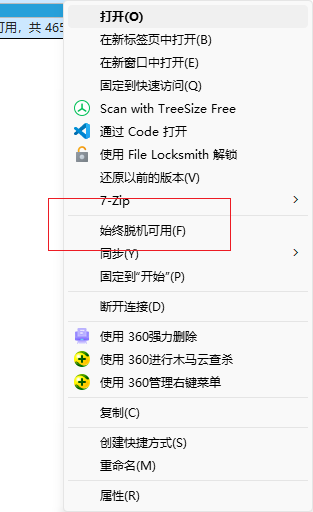 可用，共 465
打开(O)
在新标签页中打开(B)
在新窗口中打开(E)
固定到快速访问(Q)
Scan with TreeSize Free
通过 Code 打开
使用 File Locksmith 解锁
还原以前的版本(V)
7-Zip
始终脱机可用(F)
同步(Y)
固定到“开始”(P)
断开连接(D)
使用 360强力删除
使用 360进行木马云查杀
使用 360管理右键菜单
复制(C)
创建快捷方式(S)
重命名(M)
属性(R)